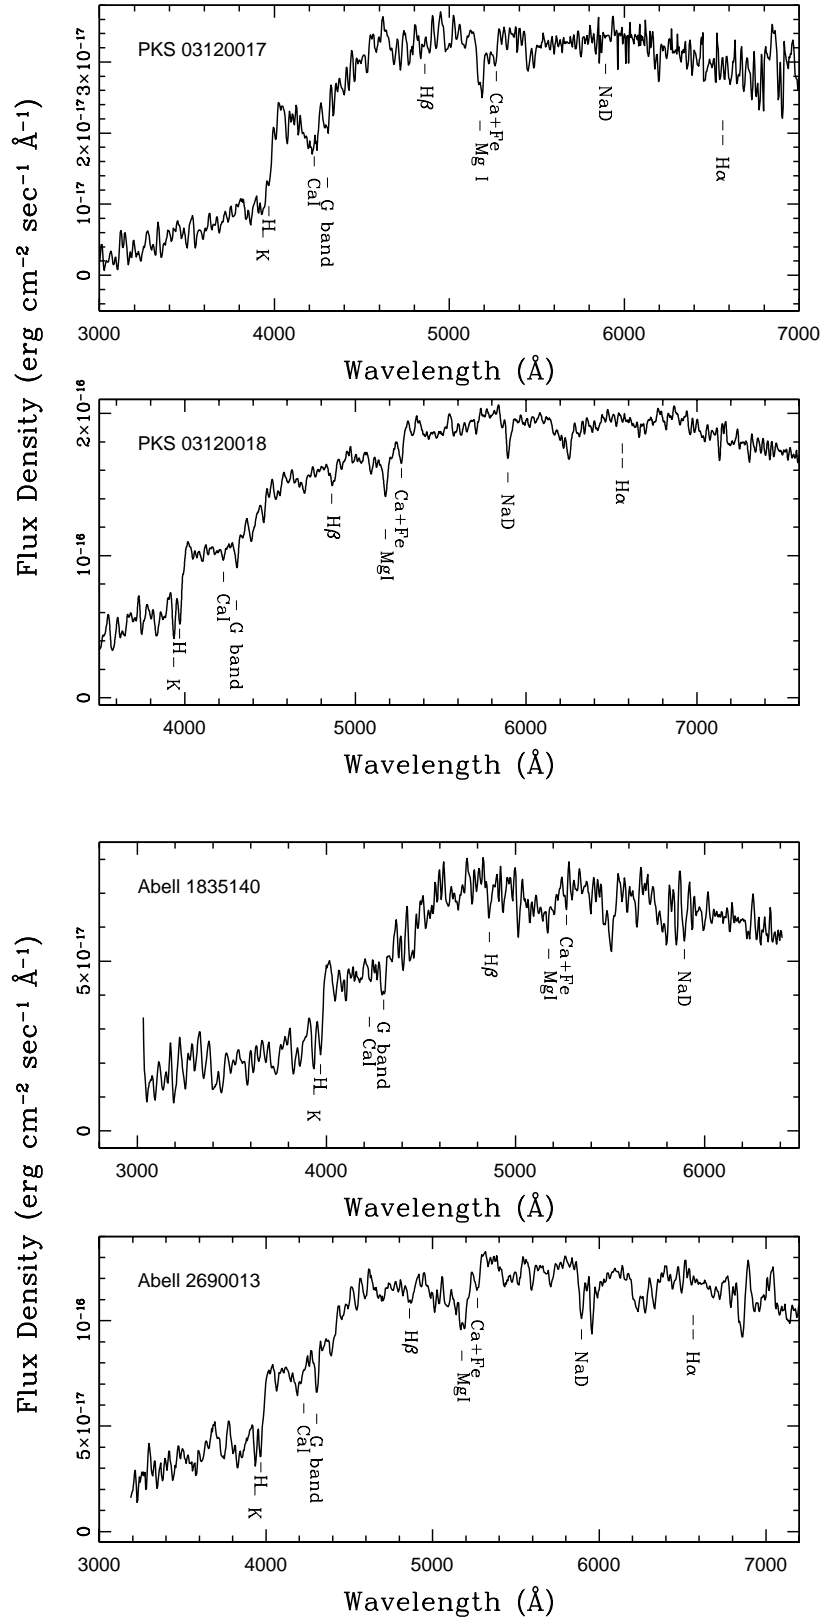 Flux Density (erg cm⁻² sec⁻¹ Å⁻¹)
PKS 03120017
3×10⁻¹⁷
2×10⁻¹⁷
10⁻¹⁷
0
H
K
CaI
G band
Hβ
Mg I
Ca+Fe
NaD
Hα
3000 4000 5000 6000 7000
Wavelength (Å)
PKS 03120018
2×10⁻¹⁶
10⁻¹⁶
0
H
K
CaI
G band
Hβ
MgI
Ca+Fe
NaD
Hα
4000 5000 6000 7000
Wavelength (Å)
Flux Density (erg cm⁻² sec⁻¹ Å⁻¹)
Abell 1835140
5×10⁻¹⁷
0
H
K
CaI
G band
Hβ
MgI
Ca+Fe
NaD
3000 4000 5000 6000
Wavelength (Å)
Abell 2690013
10⁻¹⁶
5×10⁻¹⁷
0
H
K
CaI
G band
Hβ
MgI
Ca+Fe
NaD
Hα
3000 4000 5000 6000 7000
Wavelength (Å)